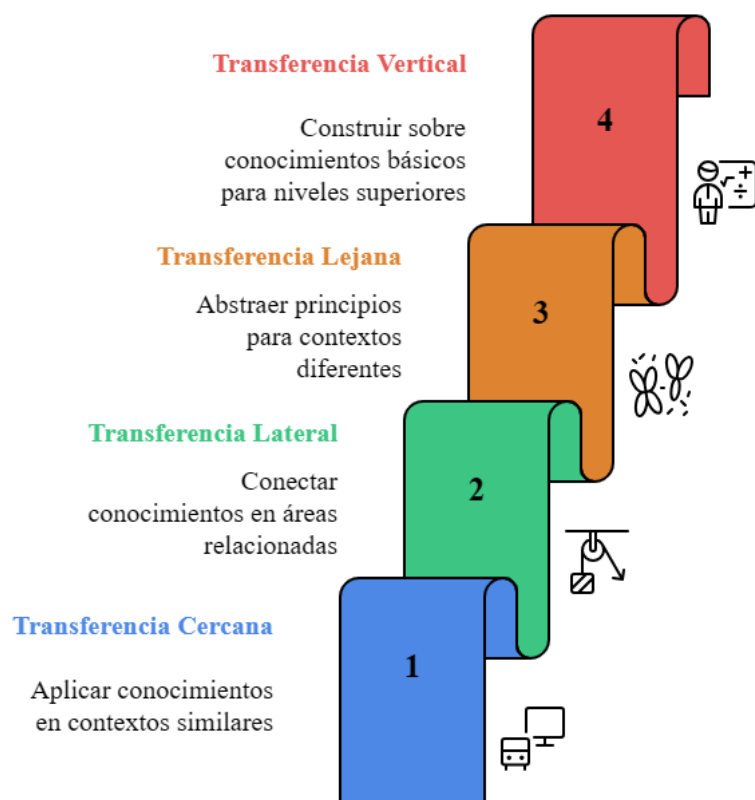 Transferencia Vertical
4
Construir sobre
conocimientos básicos
para niveles superiores
Transferencia Lejana
3
Abstraer principios
para contextos
diferentes
Transferencia Lateral
2
Conectar
conocimientos en áreas
relacionadas
Transferencia Cercana
1
Aplicar conocimientos
en contextos similares